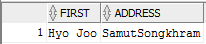 FIRST ADDRESS
1 Hyo Joo SamutSongkhram